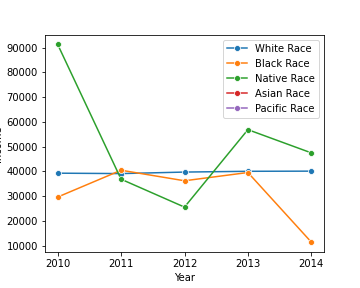 White Race
Black Race
Native Race
Asian Race
Pacific Race
90000
80000
70000
60000
50000
40000
30000
20000
10000
2010 2011 2012 2013 2014
Year